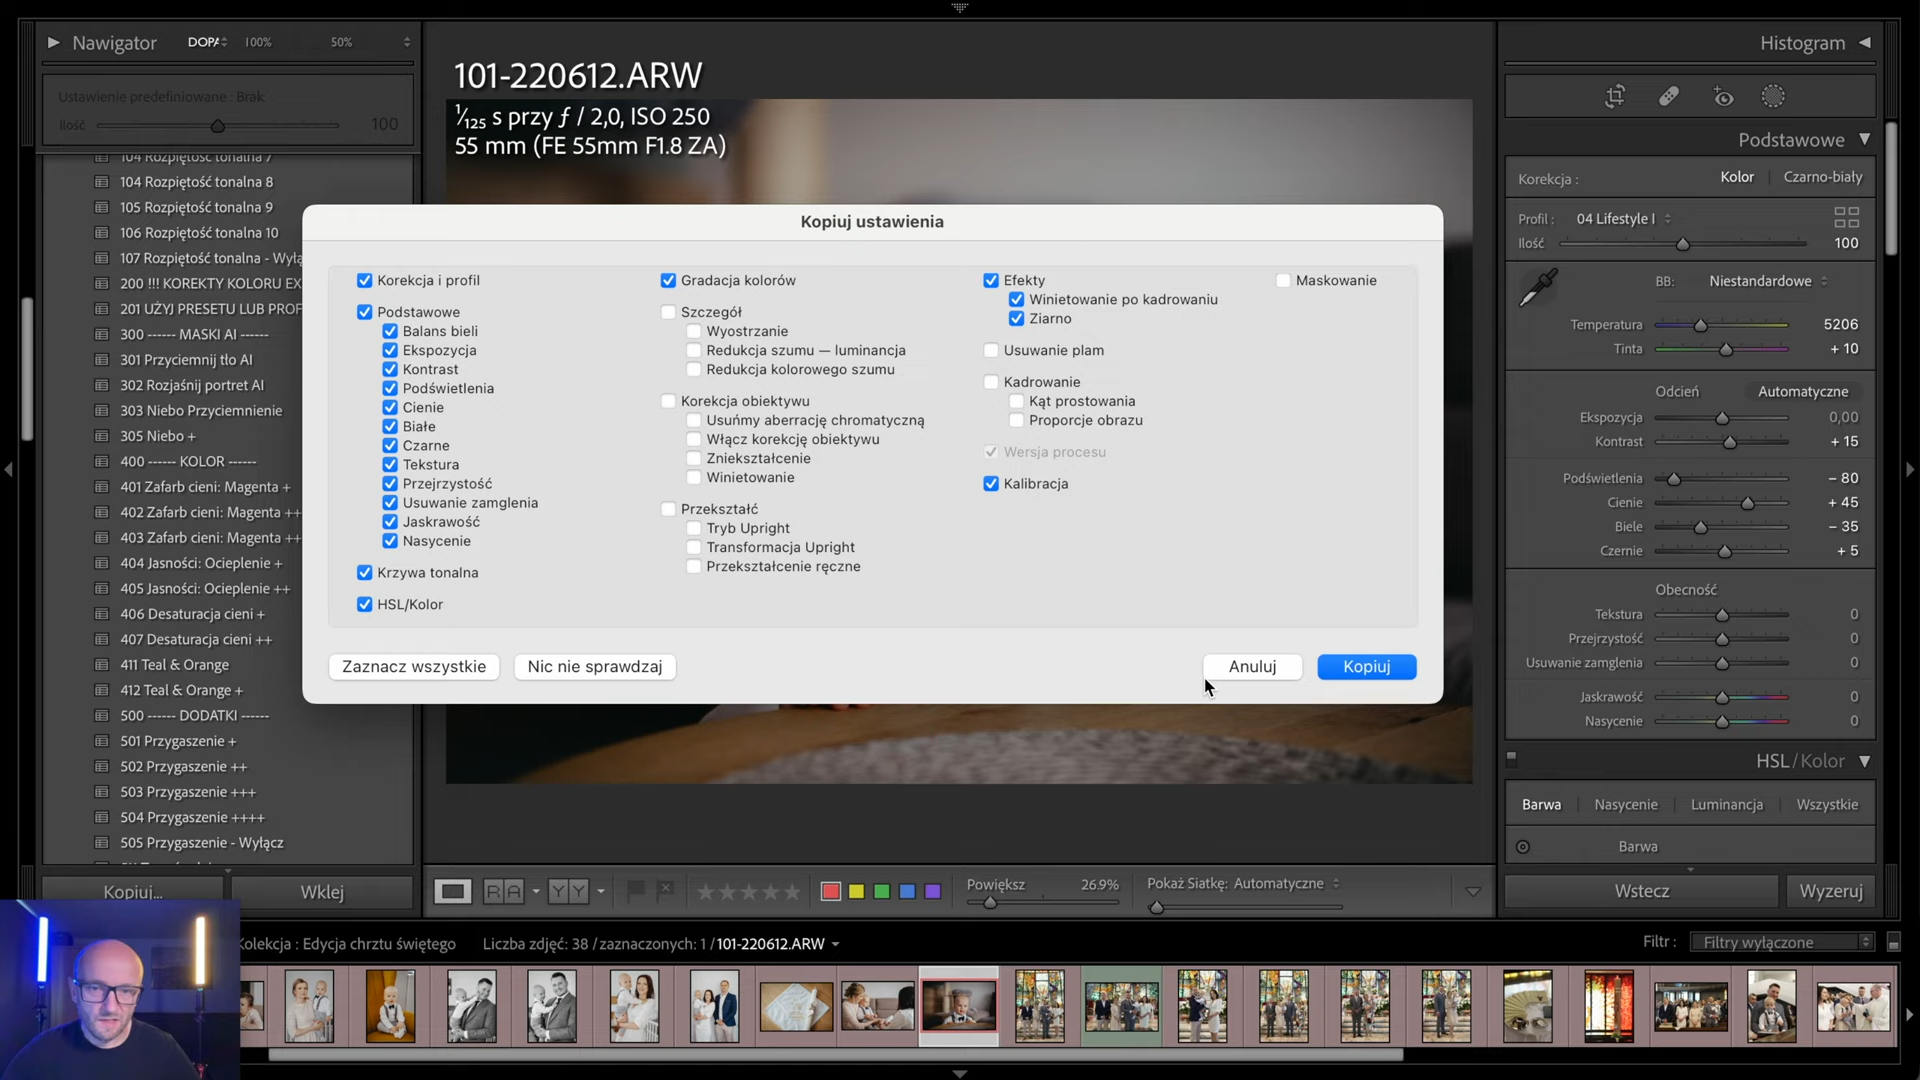 Nawigator DOPA 100% 50%
Ustawienie predefiniowane : Brak
Ilość 100
104 Rozpiętość tonalna 7
104 Rozpiętość tonalna 8
105 Rozpiętość tonalna 9
106 Rozpiętość tonalna 10
107 Rozpiętość tonalna - Wyłą
200 !!! KOREKTY KOLORU EX
201 UŻYJ PRESETU LUB PROF
300 ------ MASKI AI ------
301 Przyciemnij tło AI
302 Rozjaśnij portret AI
303 Niebo Przyciemnienie
305 Niebo +
400 ------ KOLOR ------
401 Zafarb cieni: Magenta +
402 Zafarb cieni: Magenta ++
403 Zafarb cieni: Magenta ++
404 Jasności: Ocieplenie +
405 Jasności: Ocieplenie ++
406 Desaturacja cieni +
407 Desaturacja cieni ++
411 Teal & Orange
412 Teal & Orange +
500 ------ DODATKI ------
501 Przygaszenie +
502 Przygaszenie ++
503 Przygaszenie +++
504 Przygaszenie ++++
505 Przygaszenie - Wyłącz
Kopiuj... Wklej
101-220612.ARW
1/125 s przy ƒ / 2,0, ISO 250
55 mm (FE 55mm F1.8 ZA)
Kopiuj ustawienia
Korekcja i profil
Podstawowe
Balans bieli
Ekspozycja
Kontrast
Podświetlenia
Cienie
Białe
Czarne
Tekstura
Przejrzystość
Usuwanie zamglenia
Jaskrawość
Nasycenie
Krzywa tonalna
HSL/Kolor
Gradacja kolorów
Szczegół
Wyostrzanie
Redukcja szumu — luminancja
Redukcja kolorowego szumu
Korekcja obiektywu
Usuńmy aberrację chromatyczną
Włącz korekcję obiektywu
Zniekształcenie
Winietowanie
Przekształć
Tryb Upright
Transformacja Upright
Przekształcenie ręczne
Efekty
Winietowanie po kadrowaniu
Ziarno
Usuwanie plam
Kadrowanie
Kąt prostowania
Proporcje obrazu
Wersja procesu
Kalibracja
Maskowanie
Zaznacz wszystkie Nic nie sprawdzaj Anuluj Kopiuj
Histogram
Podstawowe
Korekcja : Kolor Czarno-biały
Profil : 04 Lifestyle I
Ilość 100
BB: Niestandardowe
Temperatura 5206
Tinta + 10
Odcień Automatyczne
Ekspozycja 0,00
Kontrast + 15
Podświetlenia – 80
Cienie + 45
Biele – 35
Czernie + 5
Obecność
Tekstura 0
Przejrzystość 0
Usuwanie zamglenia 0
Jaskrawość 0
Nasycenie 0
HSL / Kolor
Barwa Nasycenie Luminancja Wszystkie
Barwa
Wstecz Wyzeruj
R A Y Y Powiększ 26.9% Pokaż Siatkę: Automatyczne
Kolekcja : Edycja chrztu świętego Liczba zdjęć: 38 / zaznaczonych: 1 / 101-220612.ARW
Filtr : Filtry wyłączone